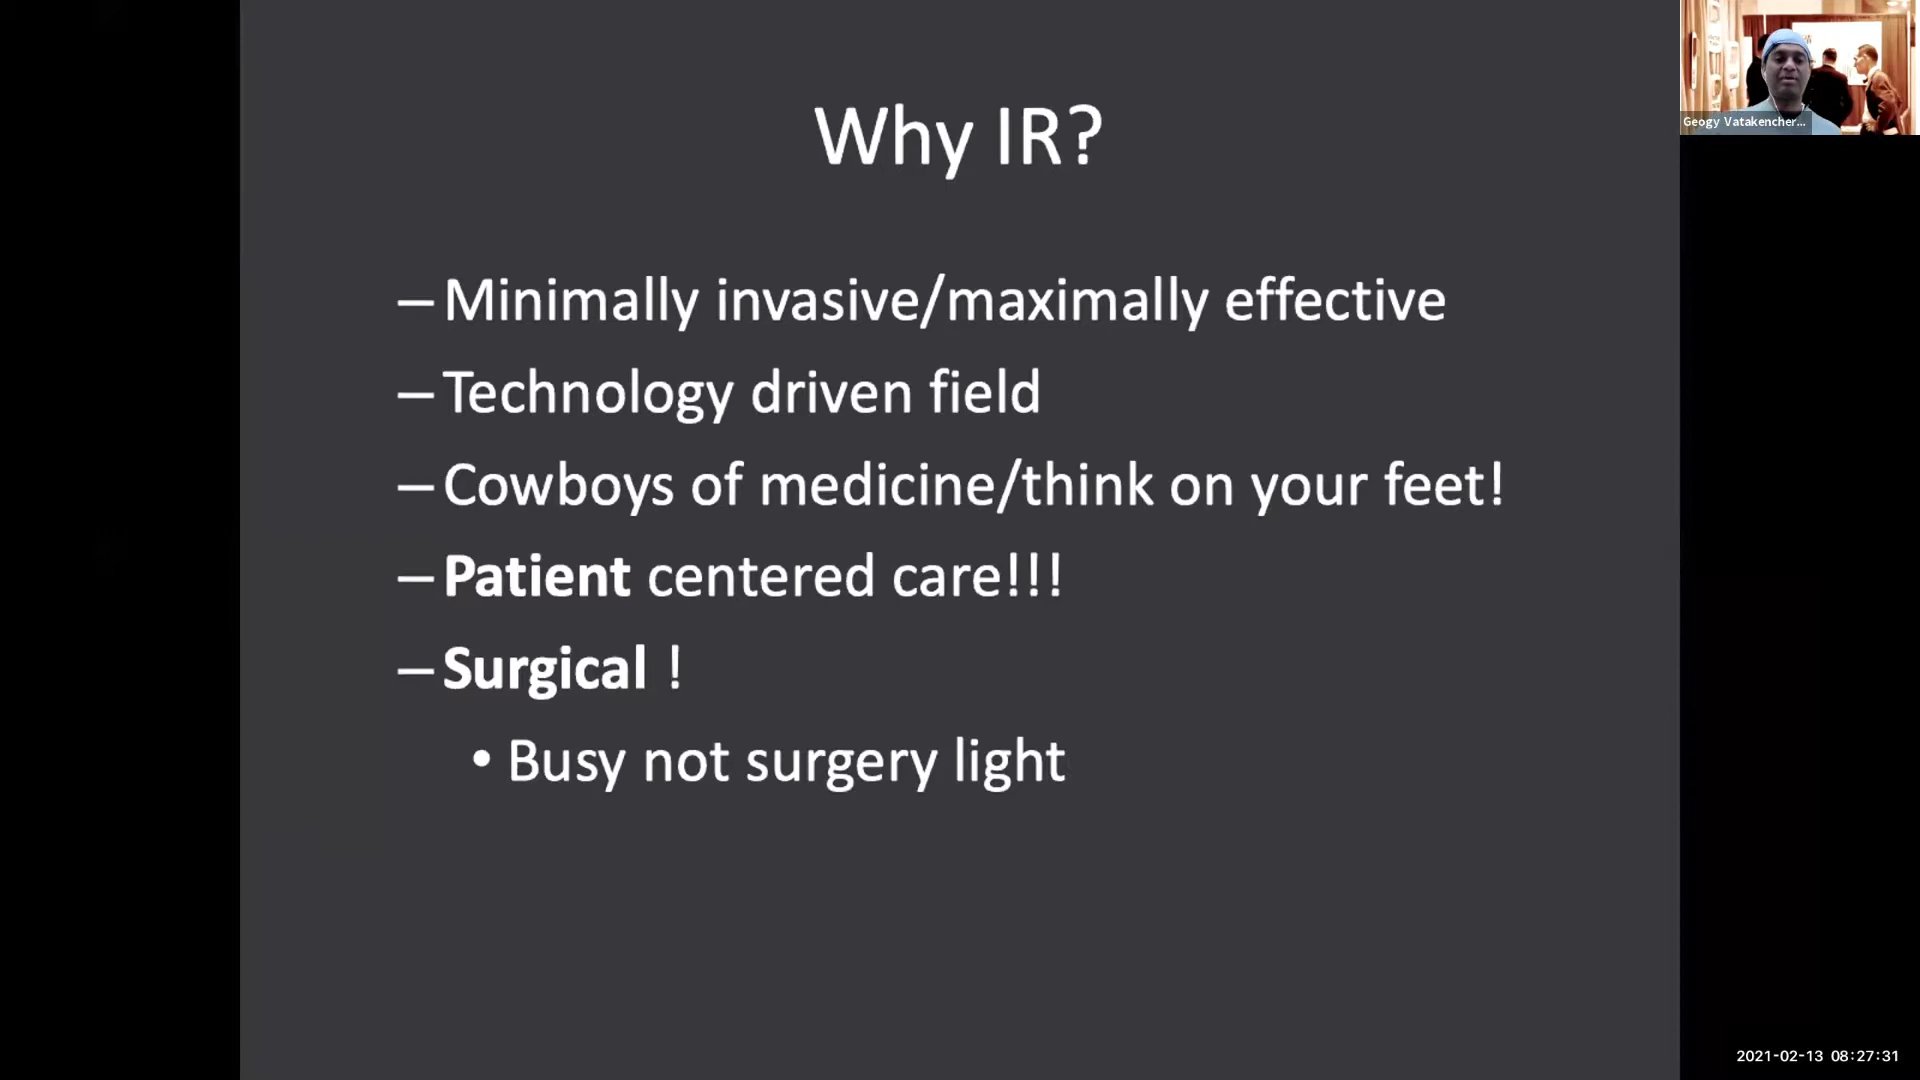 Why IR?
– Minimally invasive/maximally effective
– Technology driven field
– Cowboys of medicine/think on your feet!
– Patient centered care!!!
– Surgical !
• Busy not surgery light
Geogy Vatakencher...
2021-02-13 08:27:31